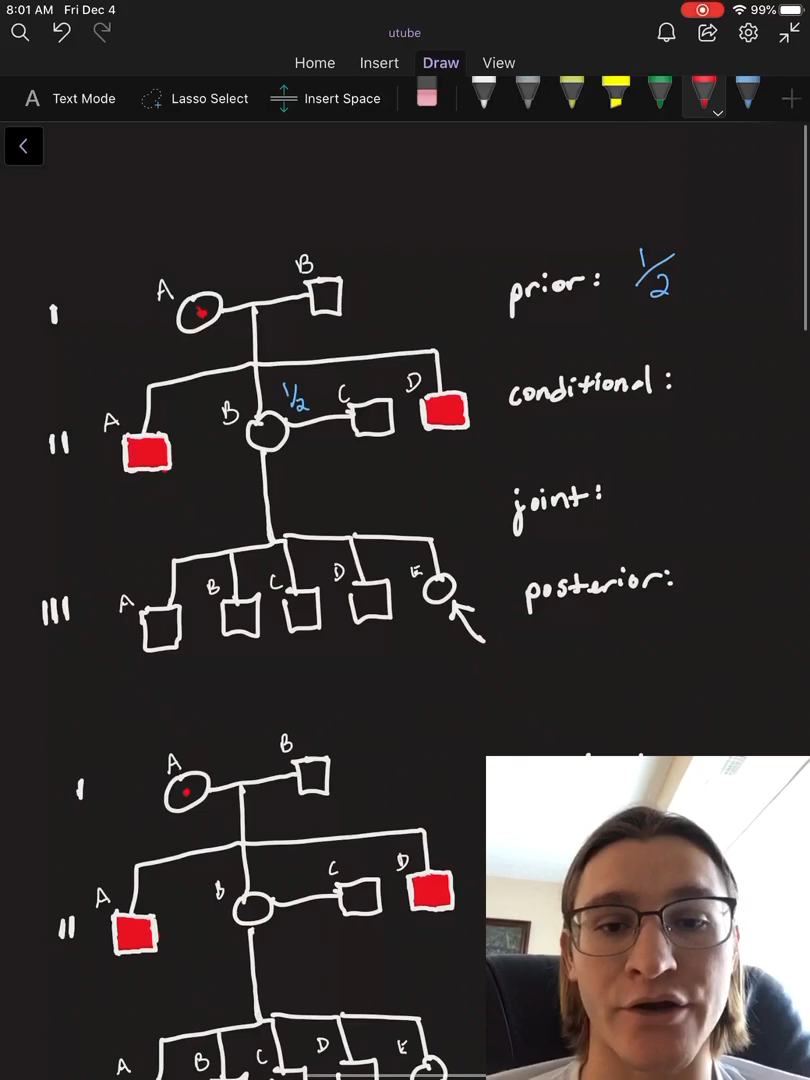 8:01 AM Fri Dec 4
99%
utube
Home Insert Draw View
A Text Mode Lasso Select Insert Space
A B
prior: 1/2
I
A B 1/2 C D
conditional:
II
joint:
A B C D E
posterior:
III
A B
I
A B C D
II
A B C D E